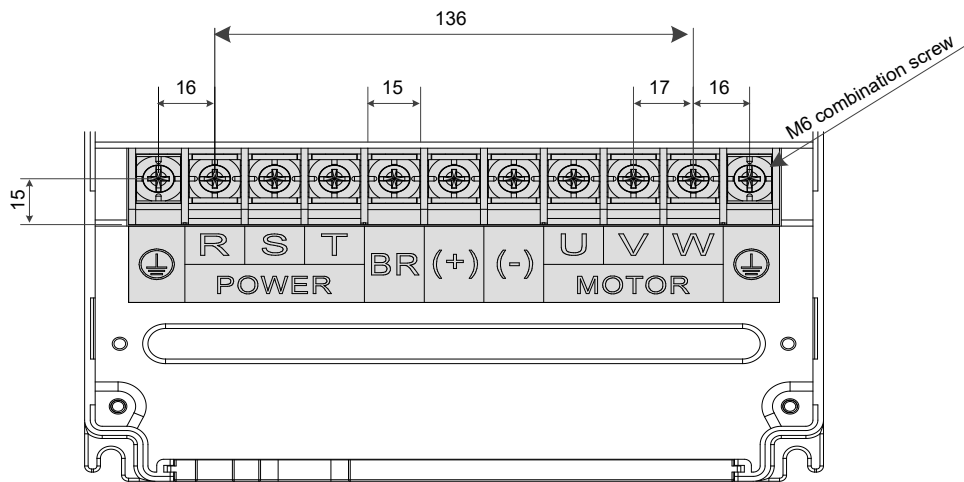 136
16
15
17
16
M6 combination screw
15
R S T BR (+) (-) U V W
POWER MOTOR